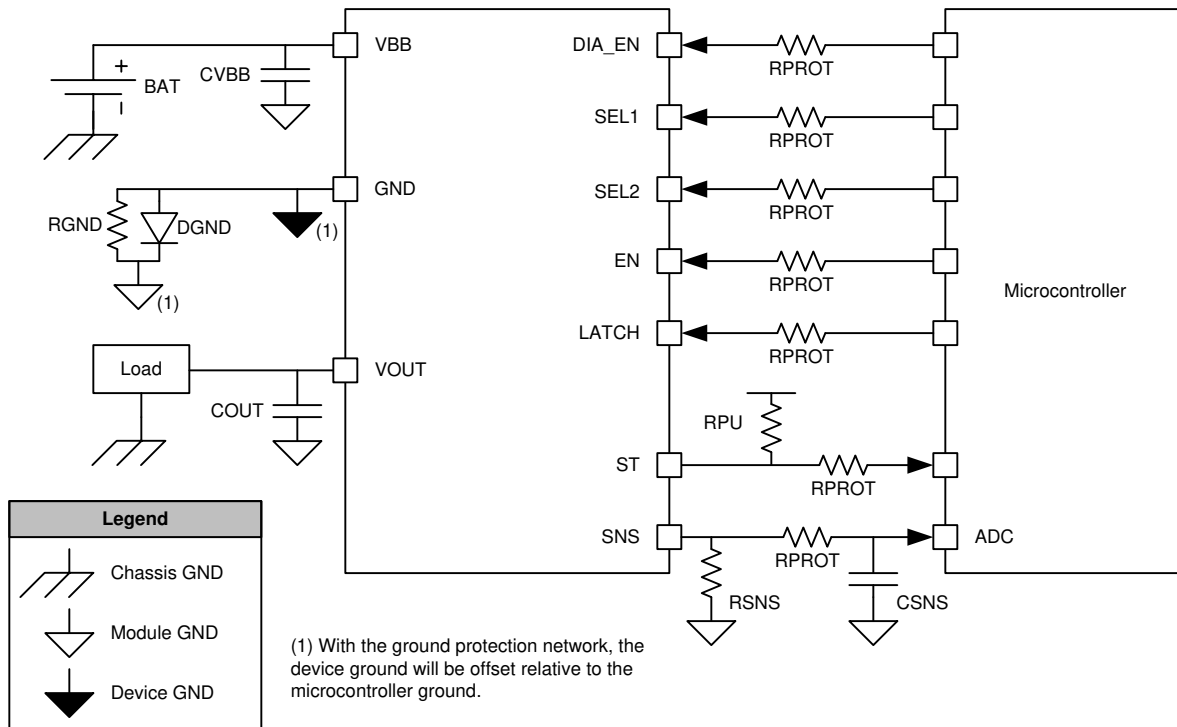 VBB
DIA_EN
RPROT
+
BAT
CVBB
SEL1
RPROT
GND
SEL2
RPROT
RGND
DGND
(1)
EN
RPROT
(1)
Microcontroller
LATCH
RPROT
Load
VOUT
COUT
RPU
ST
RPROT
Legend
SNS
RPROT
ADC
Chassis GND
RSNS
CSNS
Module GND
(1) With the ground protection network, the
device ground will be offset relative to the
microcontroller ground.
Device GND